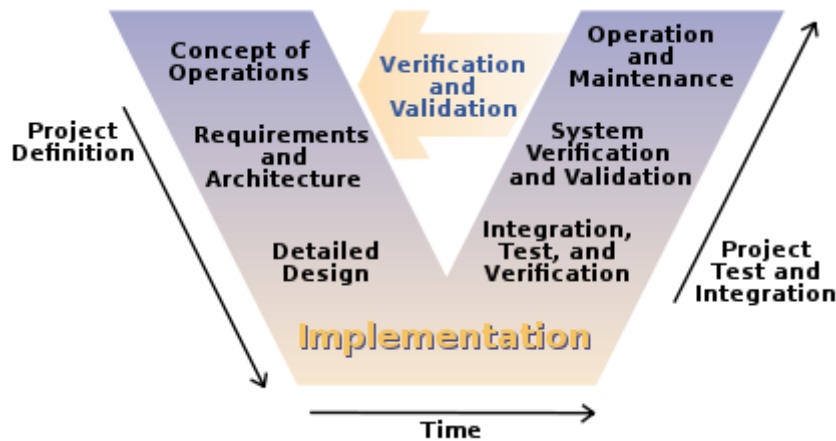 Concept of
Operations
Verification
and
Validation
Operation
and
Maintenance
Project
Definition
Requirements
and
Architecture
System
Verification
and Validation
Detailed
Design
Integration,
Test, and
Verification
Project
Test and
Integration
Implementation
Time